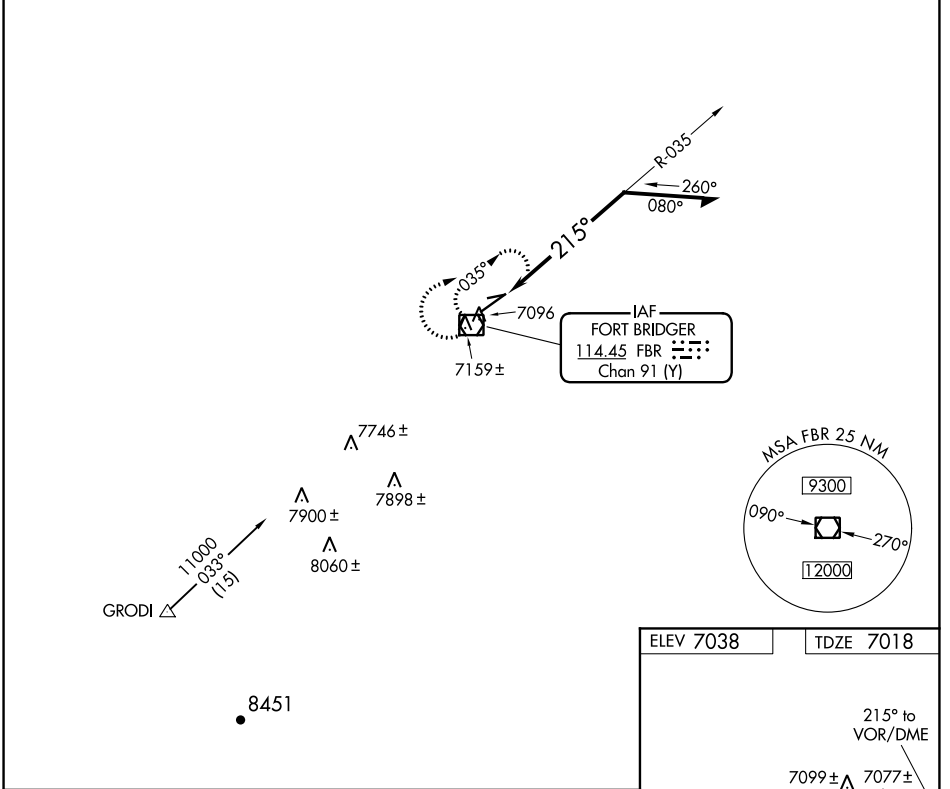 R-035
260°
080°
215°
035°
7096
7159±
IAF
FORT BRIDGER
114.45 FBR
Chan 91 (Y)
7746±
7898±
7900±
8060±
11000
033°
(15)
GRODI
8451
MSA FBR 25 NM
9300
090°
270°
12000
ELEV 7038
TDZE 7018
215° to
VOR/DME
7099± 7077±